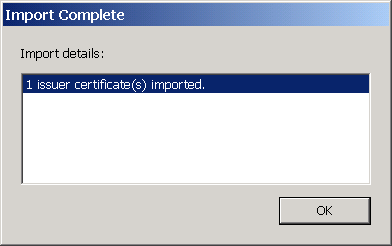 Import Complete
Import details:
1 issuer certificate(s) imported.
OK